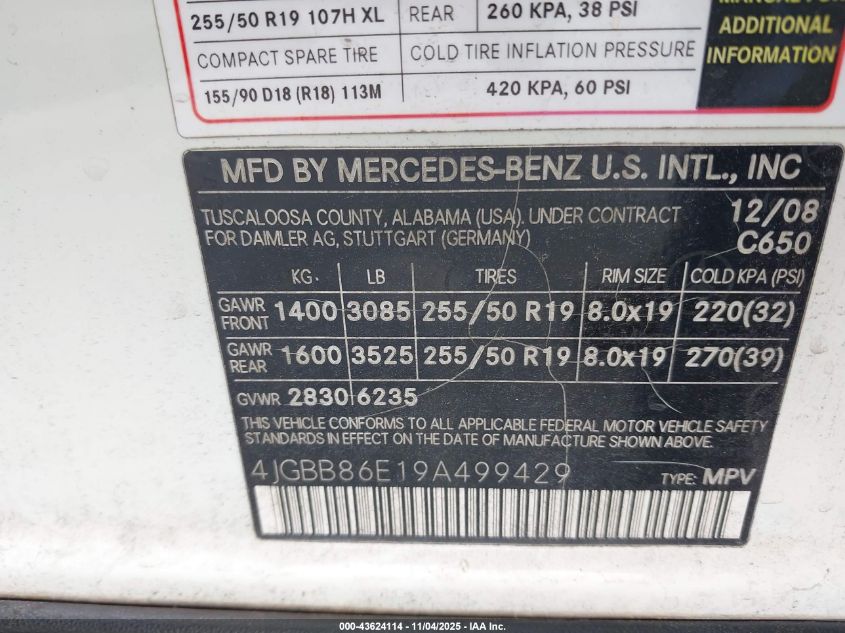 MANUAL FOR
255/50 R19 107H XL REAR 260 KPA, 38 PSI ADDITIONAL
COMPACT SPARE TIRE COLD TIRE INFLATION PRESSURE INFORMATION
155/90 D18 (R18) 113M 420 KPA, 60 PSI
MFD BY MERCEDES-BENZ U.S. INTL., INC
TUSCALOOSA COUNTY, ALABAMA (USA). UNDER CONTRACT 12/08
FOR DAIMLER AG, STUTTGART (GERMANY) C650
KG LB TIRES RIM SIZE COLD KPA (PSI)
GAWR FRONT 1400 3085 255/50 R19 8.0x19 220(32)
GAWR REAR 1600 3525 255/50 R19 8.0x19 270(39)
GVWR 2830 6235
THIS VEHICLE CONFORMS TO ALL APPLICABLE FEDERAL MOTOR VEHICLE SAFETY
STANDARDS IN EFFECT ON THE DATE OF MANUFACTURE SHOWN ABOVE.
4JGBB86E19A499429 TYPE: MPV
000-43624114 - 11/04/2025 - IAA Inc.